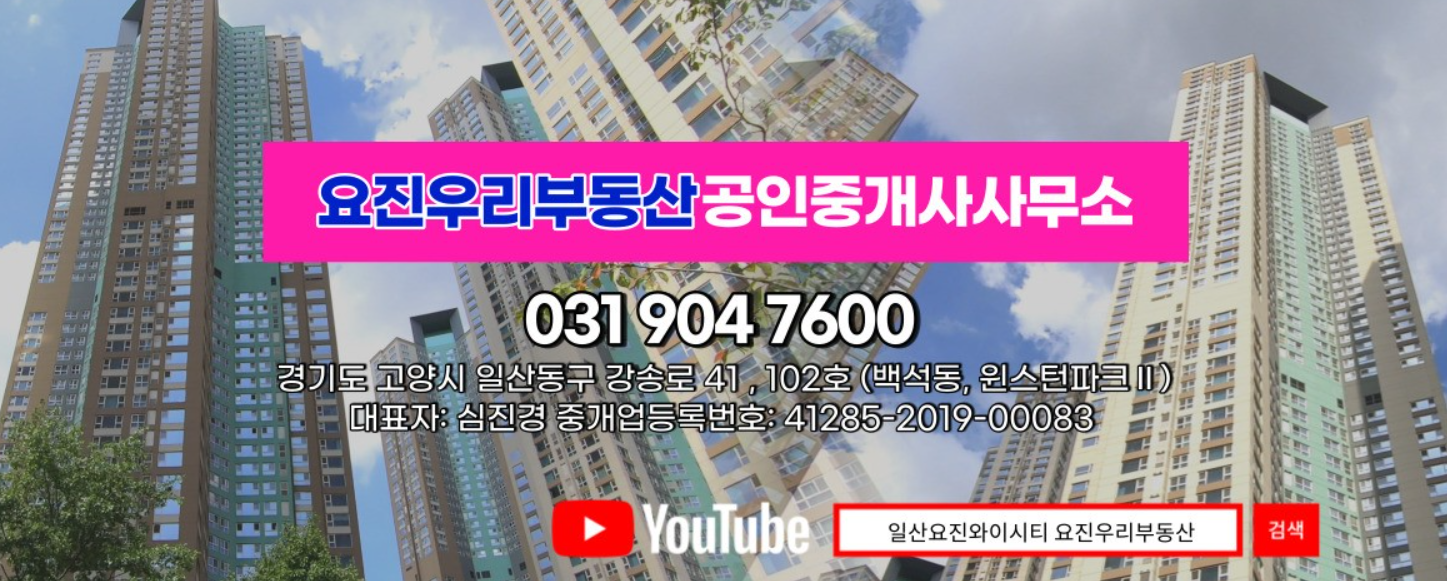 요진우리부동산공인중개사사무소
031 904 7600
경기도 고양시 일산동구 강송로 41 , 102호 (백석동, 윈스턴파크Ⅱ)
대표자: 심진경 중개업등록번호: 41285-2019-00083
YouTube 일산요진와이시티 요진우리부동산 검색